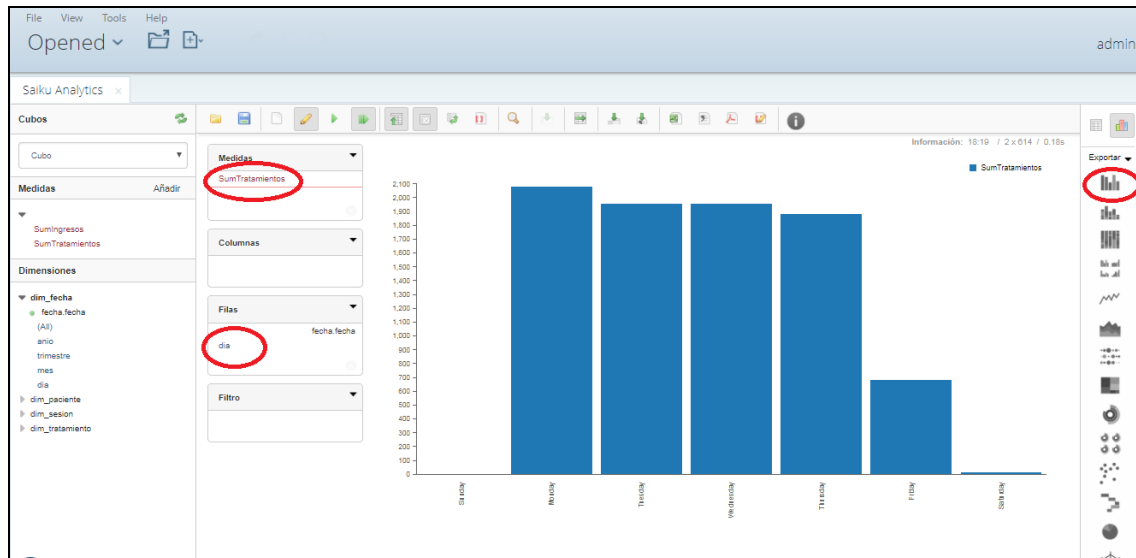 File View Tools Help
Opened
admin
Saiku Analytics ×
Cubos
Cubo
Medidas Añadir
SumIngresos
SumTratamientos
Dimensiones
dim_fecha
fecha.fecha
(All)
anio
trimestre
mes
dia
dim_paciente
dim_sesion
dim_tratamiento
Medidas
SumTratamientos
Columnas
Filas
fecha.fecha
dia
Filtro
Información: 18:19 / 2 x 614 / 0.18s
SumTratamientos
2,100
2,000
1,900
1,800
1,700
1,600
1,500
1,400
1,300
1,200
1,100
1,000
900
800
700
600
500
400
300
200
100
0
Sunday
Monday
Tuesday
Wednesday
Thursday
Friday
Saturday
Exportar